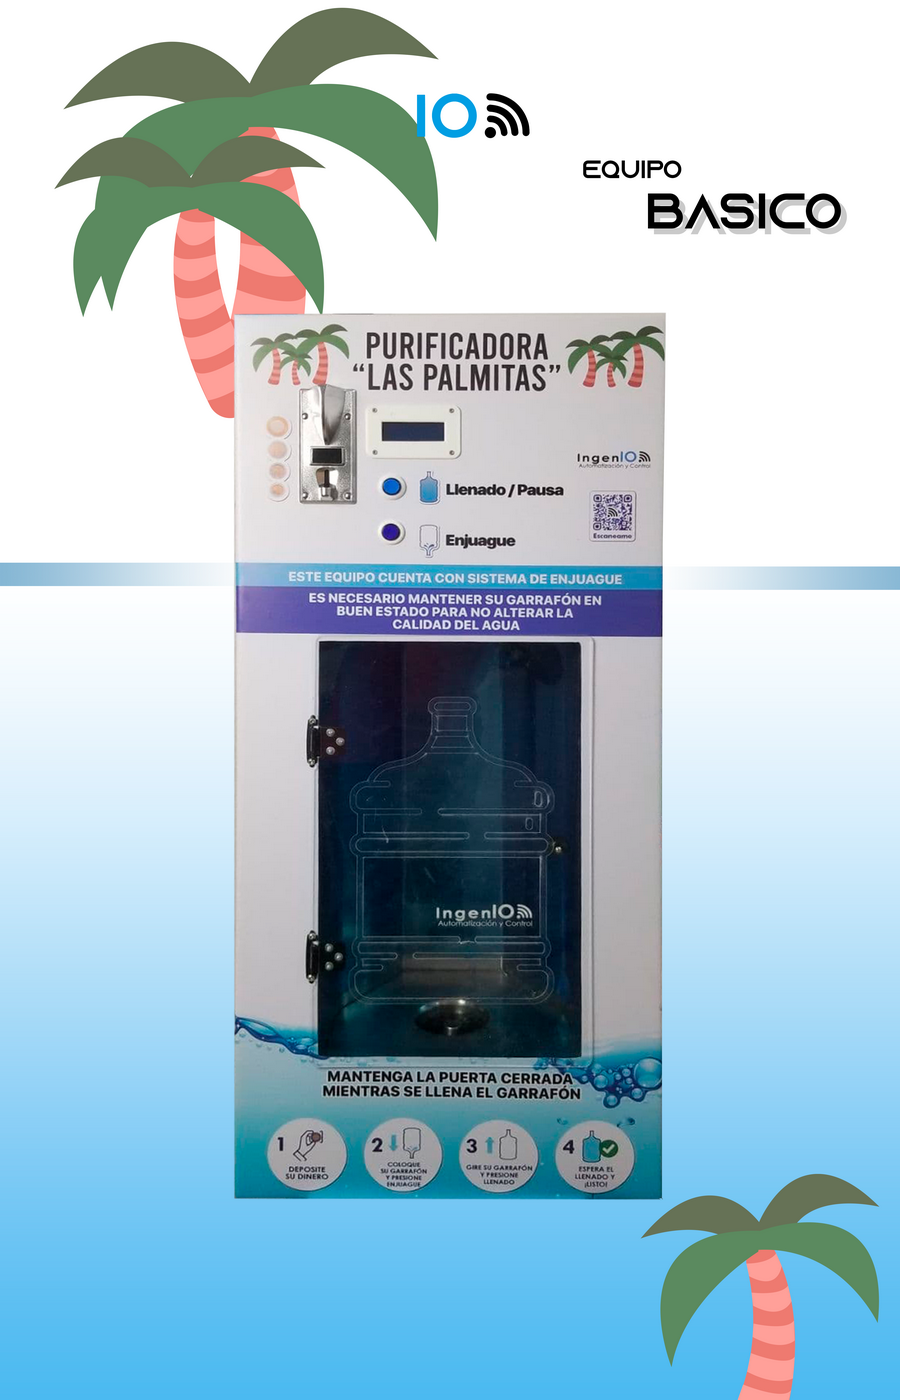 IO
EQUIPO
BASICO
PURIFICADORA
“LAS PALMITAS”
IngenIO
Automatización y Control
Llenado / Pausa
Escaneame
Enjuague
ESTE EQUIPO CUENTA CON SISTEMA DE ENJUAGUE
ES NECESARIO MANTENER SU GARRAFÓN EN
BUEN ESTADO PARA NO ALTERAR LA
CALIDAD DEL AGUA
IngenIO
Automatización y Control
MANTENGA LA PUERTA CERRADA
MIENTRAS SE LLENA EL GARRAFÓN
1
DEPOSITE
SU DINERO
2
COLOQUE
SU GARRAFÓN
Y PRESIONE
ENJUAGUE
3
GIRE SU GARRAFÓN
Y PRESIONE
LLENADO
4
ESPERA EL
LLENADO Y
¡LISTO!